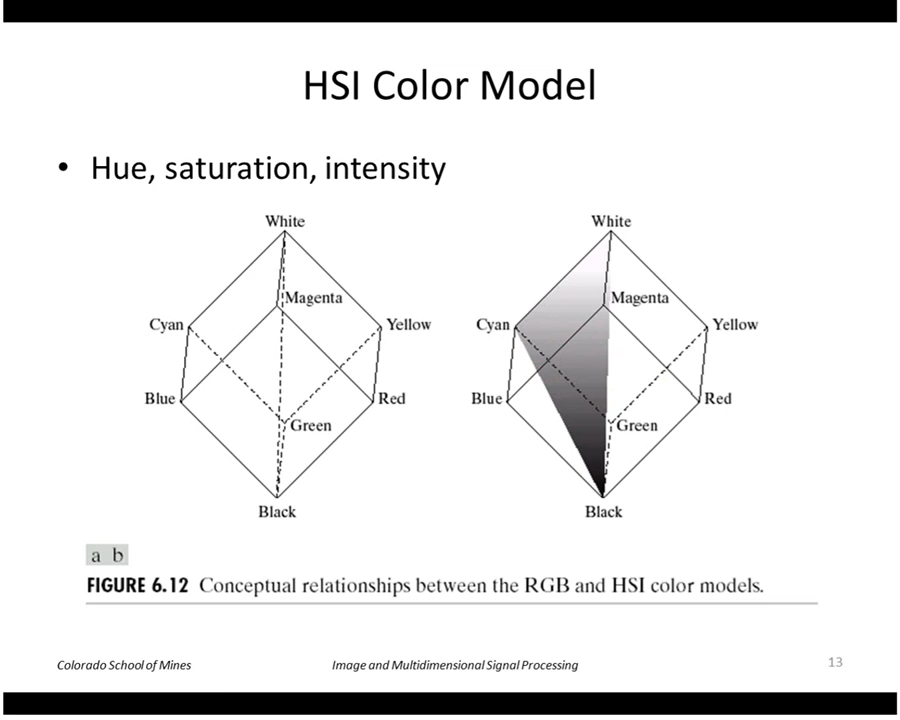 HSI Color Model
• Hue, saturation, intensity
White
Magenta
Cyan
Yellow
Blue
Red
Green
Black
White
Magenta
Cyan
Yellow
Blue
Red
Green
Black
a b
FIGURE 6.12 Conceptual relationships between the RGB and HSI color models.
Colorado School of Mines
Image and Multidimensional Signal Processing
13